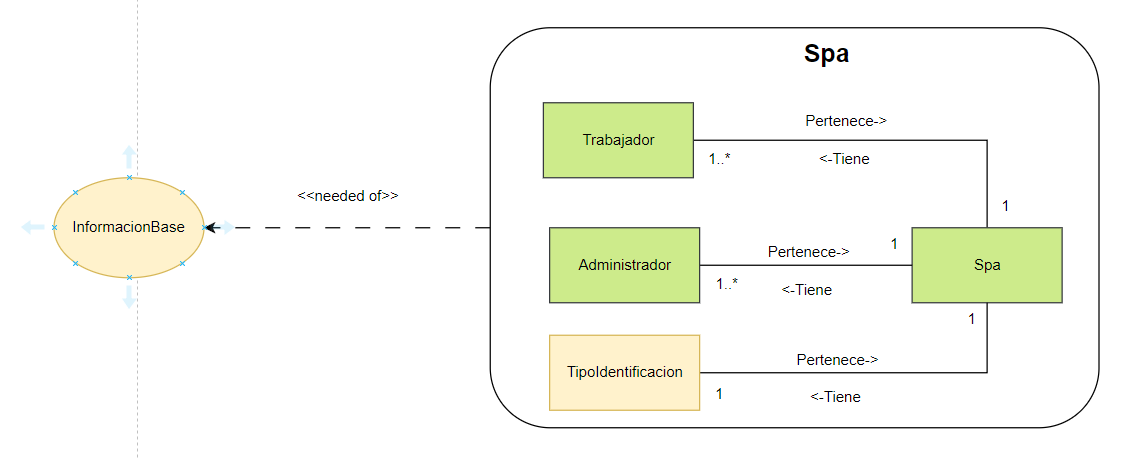 Spa
Pertenece->
Trabajador
1..*
<-Tiene
<<needed of>>
1
InformacionBase
Pertenece->
1
Administrador
Spa
1..*
<-Tiene
1
Pertenece->
TipoIdentificacion
1
<-Tiene